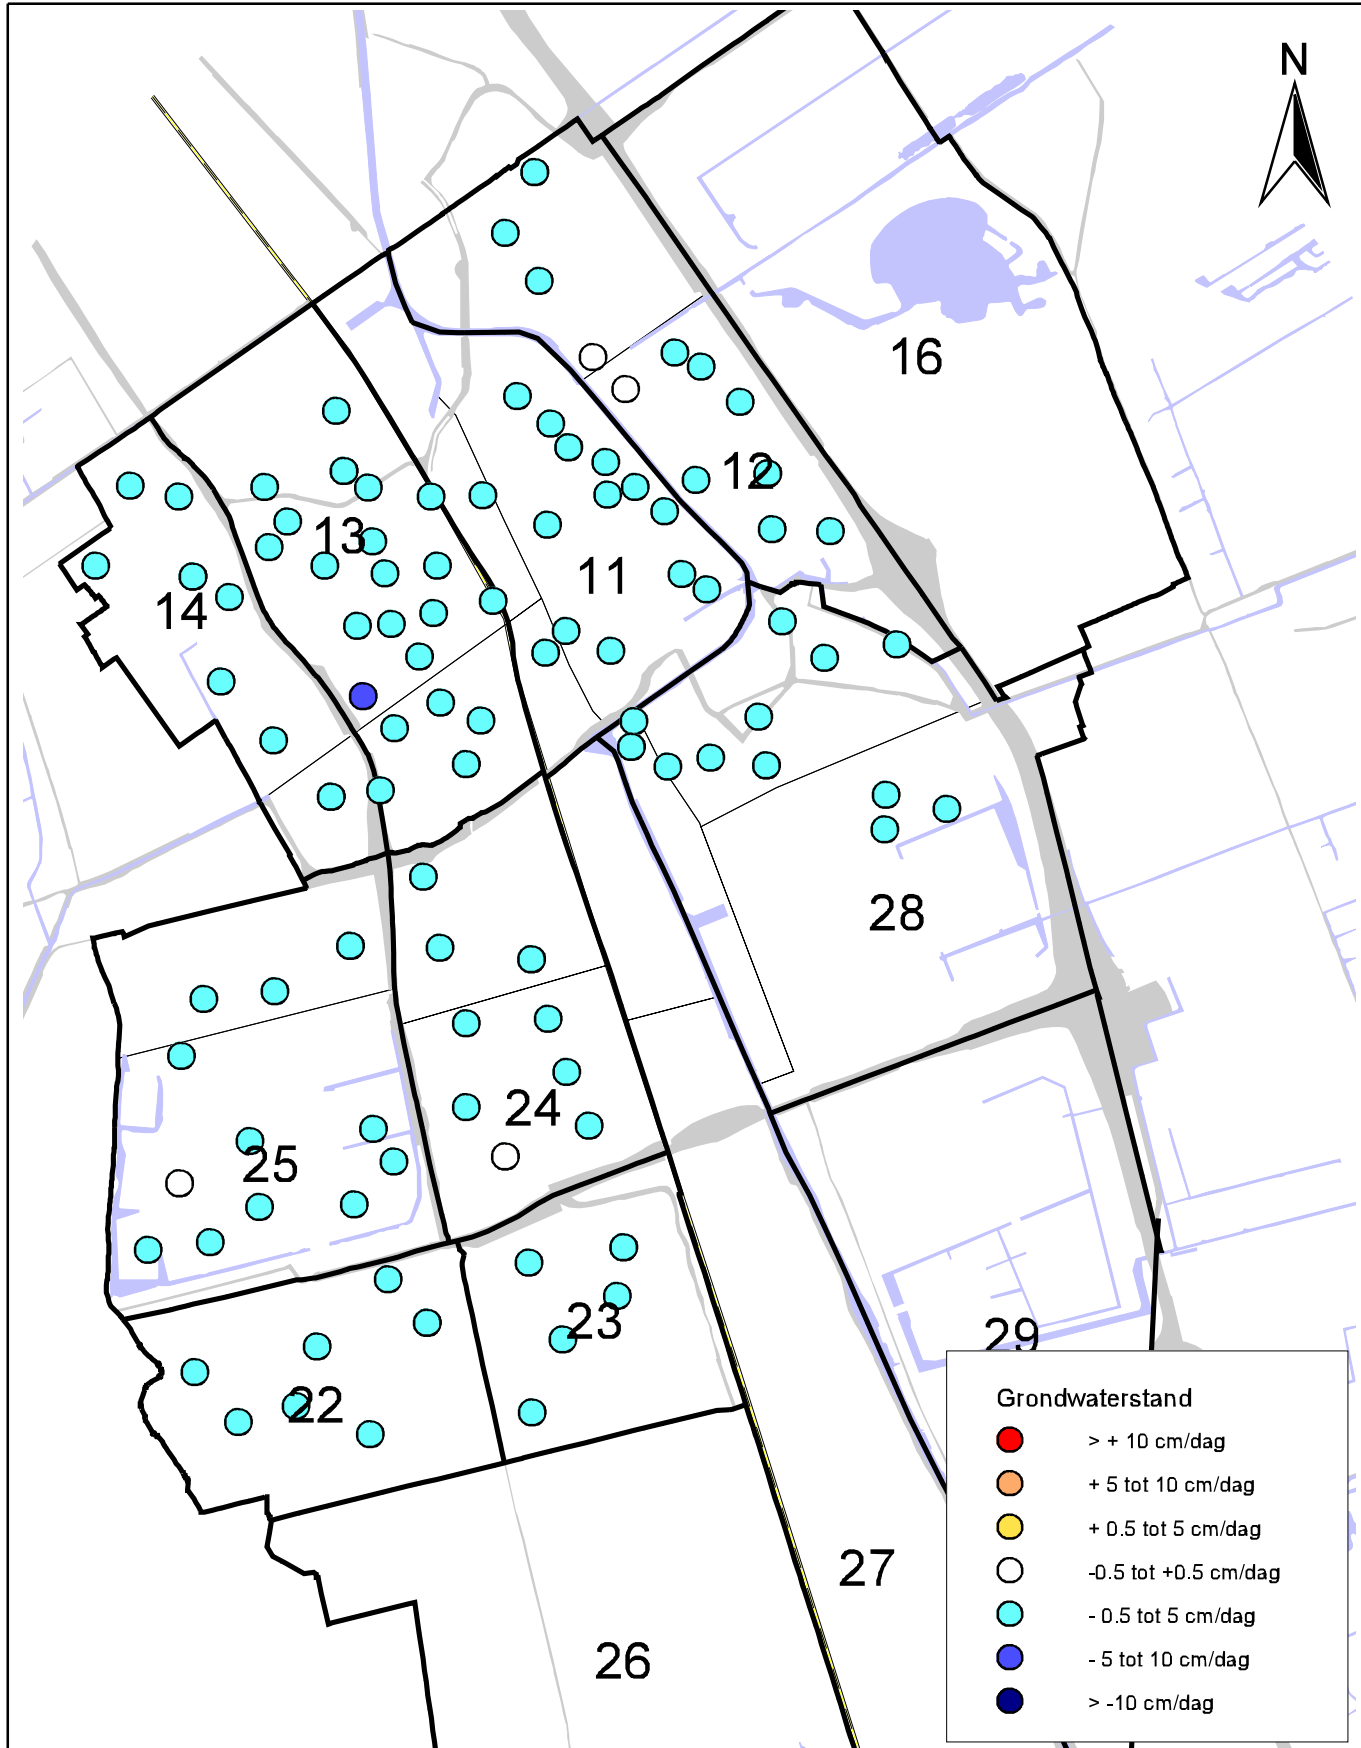 N
16
12
13
11
14
28
24
25
23
29
22
27
26
Grondwaterstand
> + 10 cm/dag
+ 5 tot 10 cm/dag
+ 0.5 tot 5 cm/dag
-0.5 tot +0.5 cm/dag
- 0.5 tot 5 cm/dag
- 5 tot 10 cm/dag
> -10 cm/dag